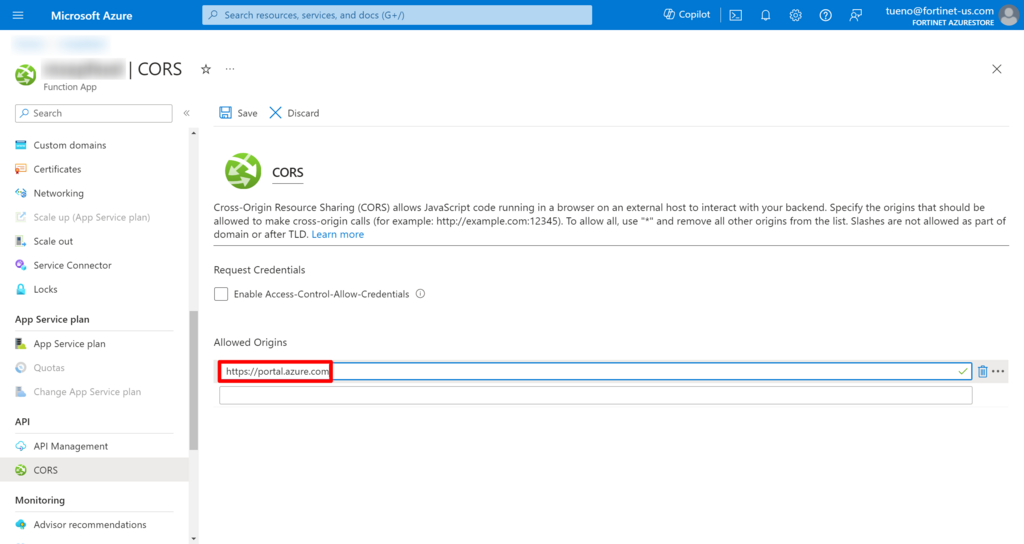 Microsoft Azure
Search resources, services, and docs (G+/)
Copilot
tueno@fortinet-us.com
FORTINET AZURESTORE
| CORS
Function App
Search
Save
Discard
Custom domains
Certificates
Networking
Scale up (App Service plan)
Scale out
Service Connector
Locks
App Service plan
App Service plan
Quotas
Change App Service plan
API
API Management
CORS
Monitoring
Advisor recommendations
CORS
Cross-Origin Resource Sharing (CORS) allows JavaScript code running in a browser on an external host to interact with your backend. Specify the origins that should be
allowed to make cross-origin calls (for example: http://example.com:12345). To allow all, use "*" and remove all other origins from the list. Slashes are not allowed as part of
domain or after TLD. Learn more
Request Credentials
Enable Access-Control-Allow-Credentials
Allowed Origins
https://portal.azure.com